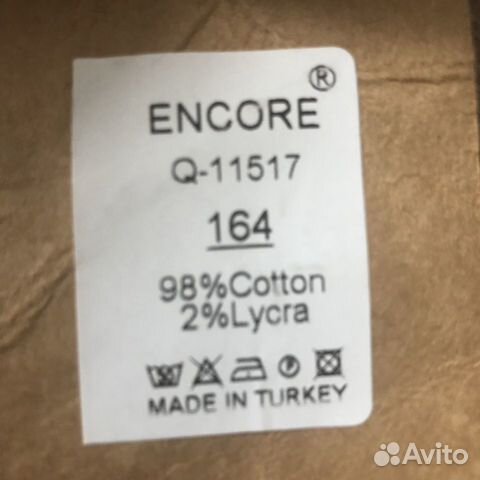 ENCORE®
Q-11517
164
98%Cotton
2%Lycra
MADE IN TURKEY
Avito